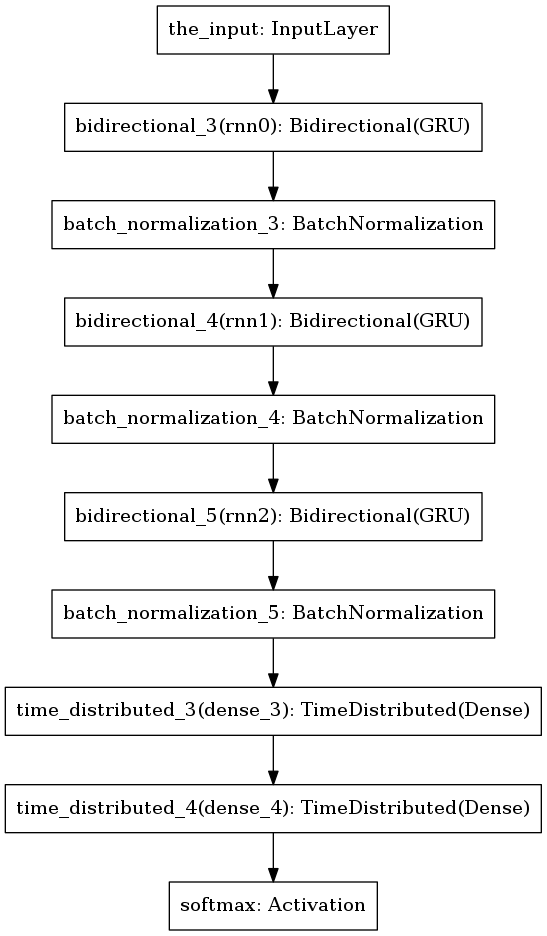 the_input: InputLayer
bidirectional_3(rnn0): Bidirectional(GRU)
batch_normalization_3: BatchNormalization
bidirectional_4(rnn1): Bidirectional(GRU)
batch_normalization_4: BatchNormalization
bidirectional_5(rnn2): Bidirectional(GRU)
batch_normalization_5: BatchNormalization
time_distributed_3(dense_3): TimeDistributed(Dense)
time_distributed_4(dense_4): TimeDistributed(Dense)
softmax: Activation